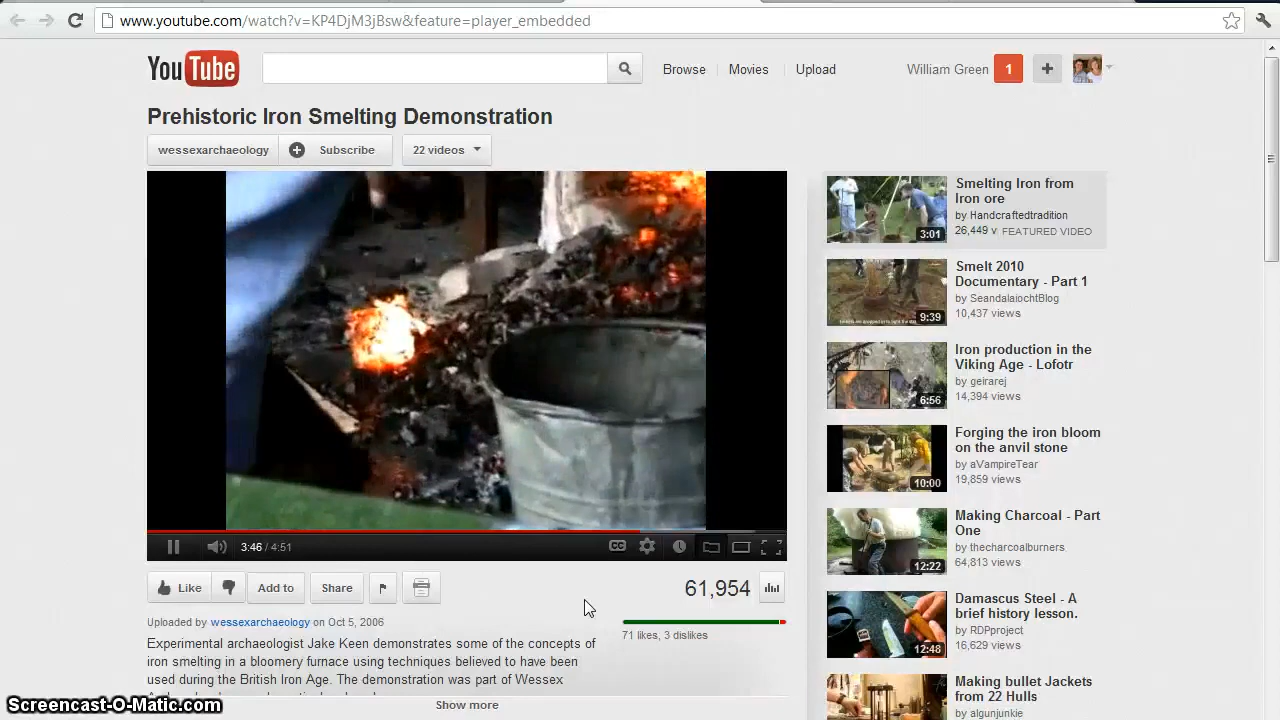 www.youtube.com/watch?v=KP4DjM3jBsw&feature=player_embedded
YouTube
Browse
Movies
Upload
William Green
1
Prehistoric Iron Smelting Demonstration
wessexarchaeology
Subscribe
22 videos
3:46 / 4:51
CC
Like
Add to
Share
61,954
Uploaded by wessexarchaeology on Oct 5, 2006
71 likes, 3 dislikes
Experimental archaeologist Jake Keen demonstrates some of the concepts of
iron smelting in a bloomery furnace using techniques believed to have been
used during the British Iron Age. The demonstration was part of Wessex
Show more
3:01
Smelting Iron from
Iron ore
by Handcraftedtradition
26,449 v FEATURED VIDEO
9:39
Smelt 2010
Documentary - Part 1
by SeandalaiochtBlog
10,437 views
6:56
Iron production in the
Viking Age - Lofotr
by geirarej
14,394 views
10:00
Forging the iron bloom
on the anvil stone
by aVampireTear
19,859 views
12:22
Making Charcoal - Part
One
by thecharcoalburners
64,813 views
12:48
Damascus Steel - A
brief history lesson.
by RDPproject
16,629 views
Making bullet Jackets
from 22 Hulls
by algunjunkie
Screencast-O-Matic.com